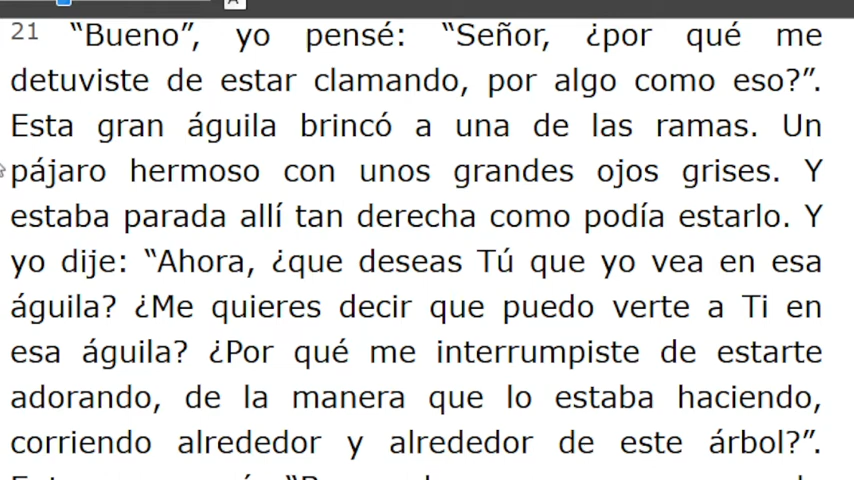 21 “Bueno”, yo pensé: “Señor, ¿por qué me
detuviste de estar clamando, por algo como eso?”.
Esta gran águila brincó a una de las ramas. Un
pájaro hermoso con unos grandes ojos grises. Y
estaba parada allí tan derecha como podía estarlo. Y
yo dije: “Ahora, ¿que deseas Tú que yo vea en esa
águila? ¿Me quieres decir que puedo verte a Ti en
esa águila? ¿Por qué me interrumpiste de estarte
adorando, de la manera que lo estaba haciendo,
corriendo alrededor y alrededor de este árbol?”.